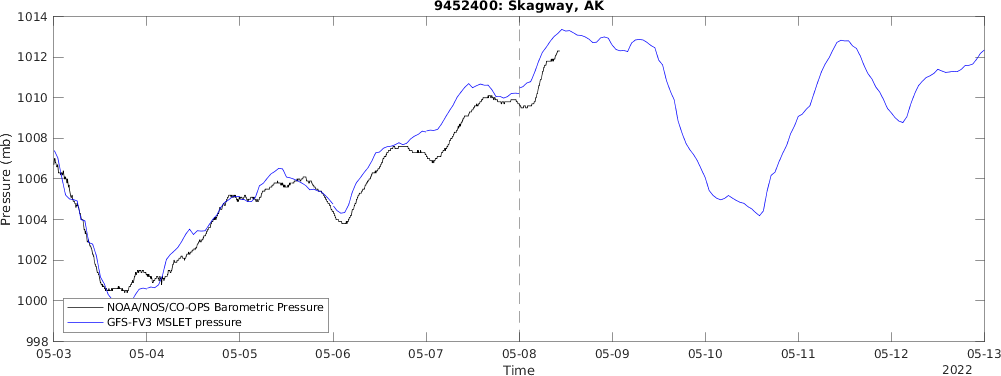 9452400: Skagway, AK
1014
1012
1010
1008
1006
1004
1002
1000
998
Pressure (mb)
NOAA/NOS/CO-OPS Barometric Pressure
GFS-FV3 MSLET pressure
05-03 05-04 05-05 05-06 05-07 05-08 05-09 05-10 05-11 05-12 05-13
Time
2022